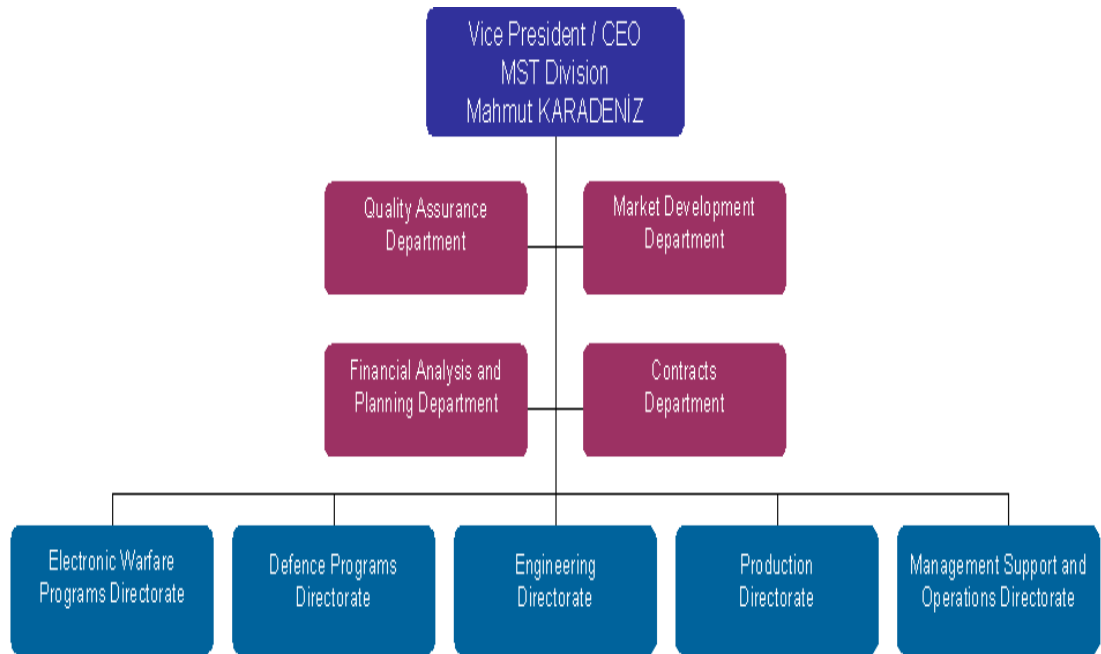 Vice President / CEO
MST Division
Mahmut KARADENİZ
Quality Assurance
Department
Market Development
Department
Financial Analysis and
Planning Department
Contracts
Department
Electronic Warfare
Programs Directorate
Defence Programs
Directorate
Engineering
Directorate
Production
Directorate
Management Support and
Operations Directorate